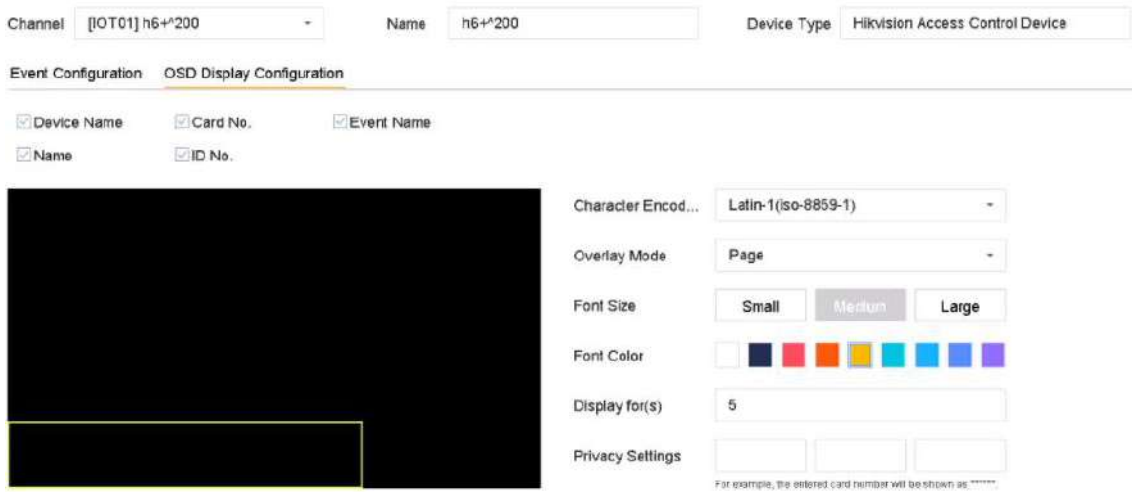 Channel [IOT01] h6+^200 Name h6+^200 Device Type Hikvision Access Control Device
Event Configuration OSD Display Configuration
Device Name Card No. Event Name
Name ID No.
Character Encod... Latin-1(iso-8859-1)
Overlay Mode Page
Font Size Small Medium Large
Font Color
Display for(s) 5
Privacy Settings
For example, the entered card number will be shown as "*****".